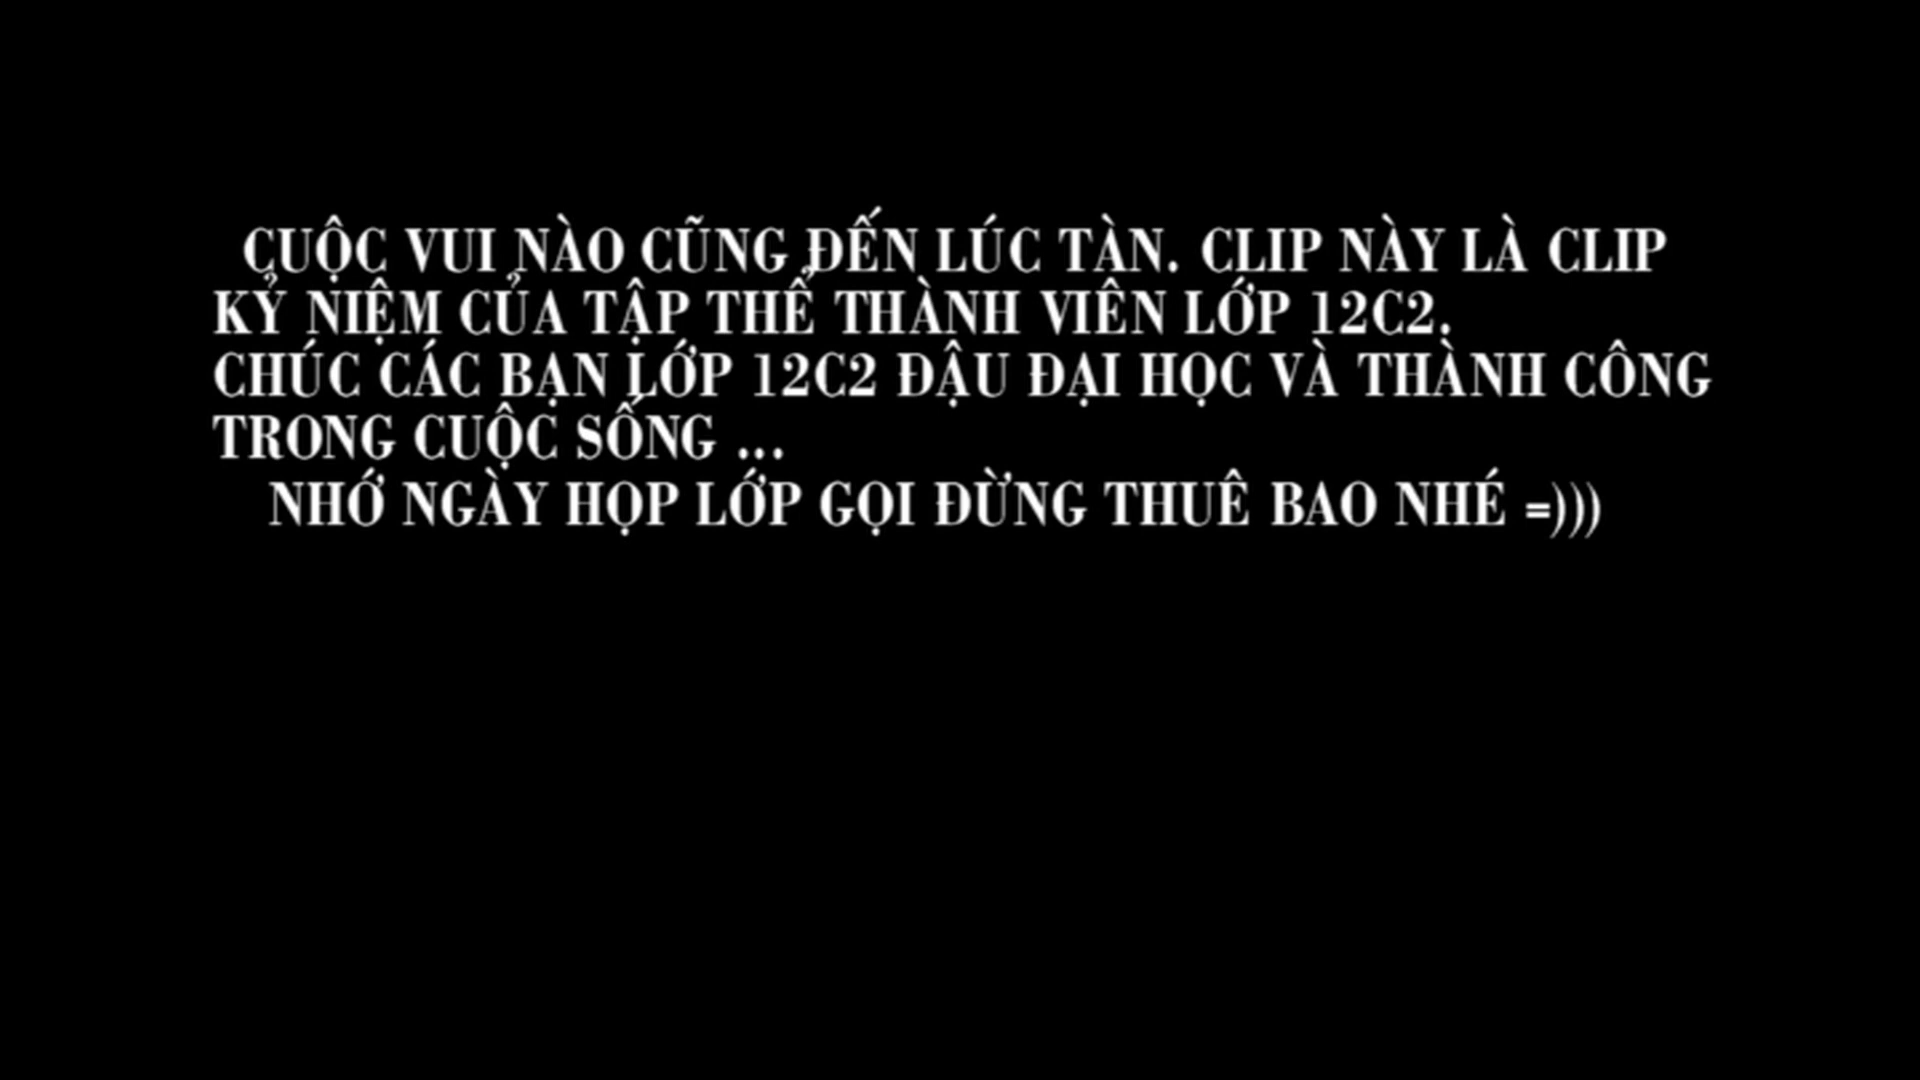 CUỘC VUI NÀO CŨNG ĐẾN LÚC TÀN. CLIP NÀY LÀ CLIP
KỶ NIỆM CỦA TẬP THỂ THÀNH VIÊN LỚP 12C2.
CHÚC CÁC BẠN LỚP 12C2 ĐẬU ĐẠI HỌC VÀ THÀNH CÔNG
TRONG CUỘC SỐNG ...
NHỚ NGÀY HỌP LỚP GỌI ĐỪNG THUÊ BAO NHÉ =)))